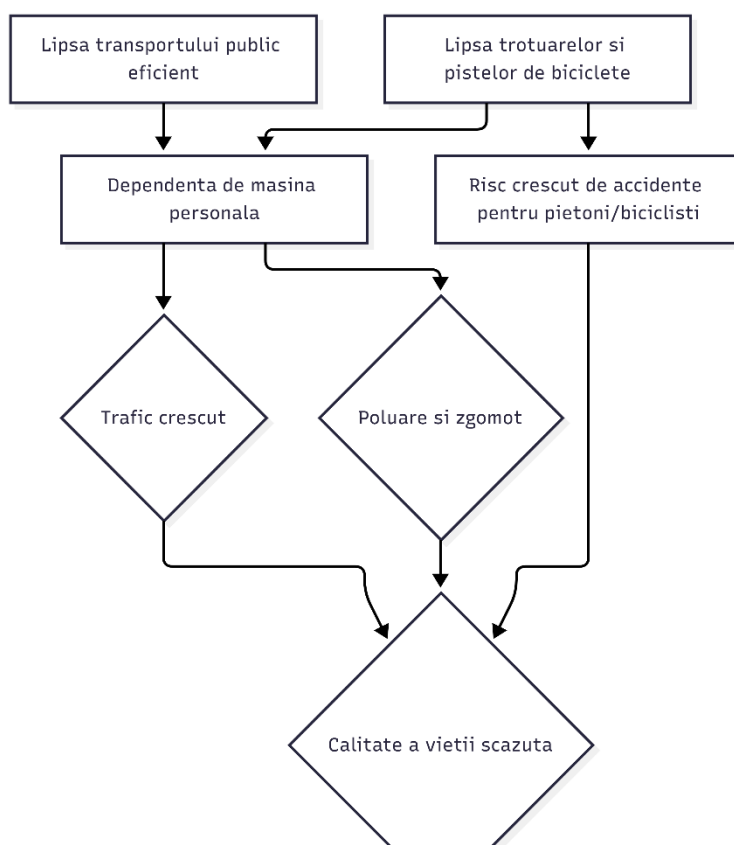 Lipsa transportului public
eficient
Lipsa trotuarelor si
pistelor de biciclete
Dependenta de masina
personala
Risc crescut de accidente
pentru pietoni/biciclisti
Trafic crescut
Poluare si zgomot
Calitate a vietii scazuta